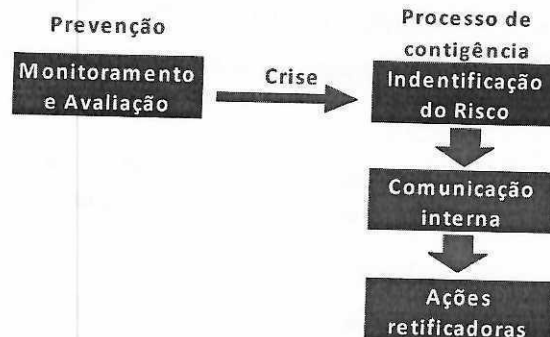 Prevenção
Monitoramento
e Avaliação
Crise
Processo de
contigência
Indentificação
do Risco
Comunicação
interna
Ações
retificadoras